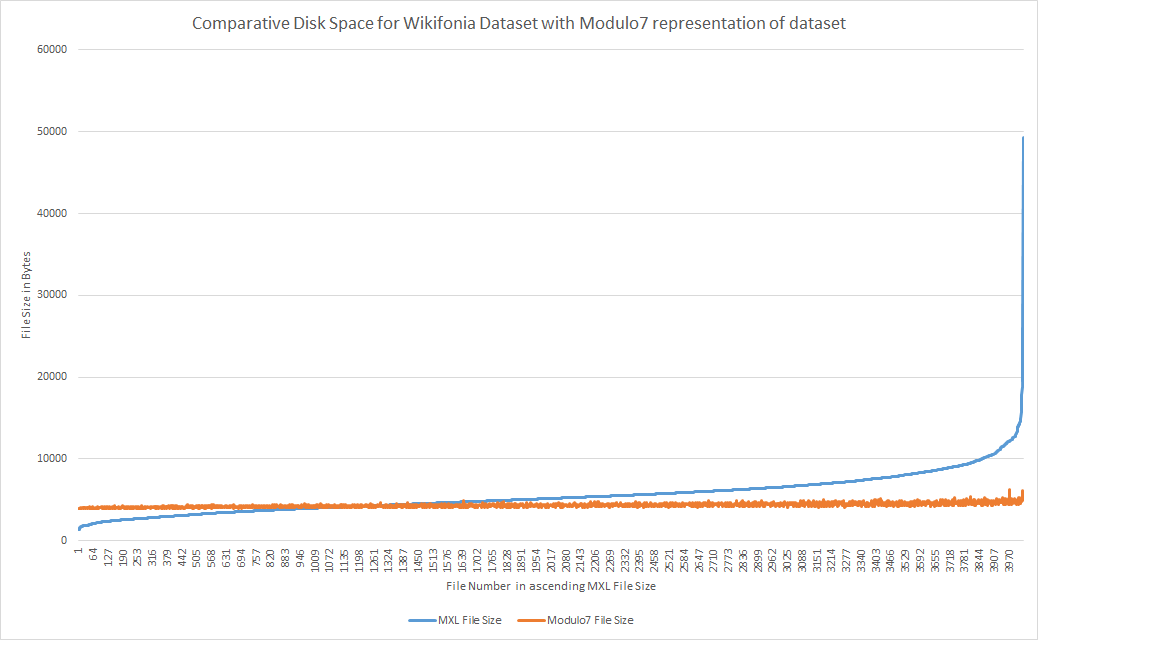 Comparative Disk Space for Wikifonia Dataset with Modulo7 representation of dataset
60000
50000
40000
30000
20000
10000
0
File Size in Bytes
1 64 127 190 253 316 379 442 505 568 631 694 757 820 883 946 1009 1072 1135 1198 1261 1324 1387 1450 1513 1576 1639 1702 1765 1828 1891 1954 2017 2080 2143 2206 2269 2332 2395 2458 2521 2584 2647 2710 2773 2836 2899 2962 3025 3088 3151 3214 3277 3340 3403 3466 3529 3592 3655 3718 3781 3844 3907 3970
File Number in ascending MXL File Size
MXL File Size Modulo7 File Size